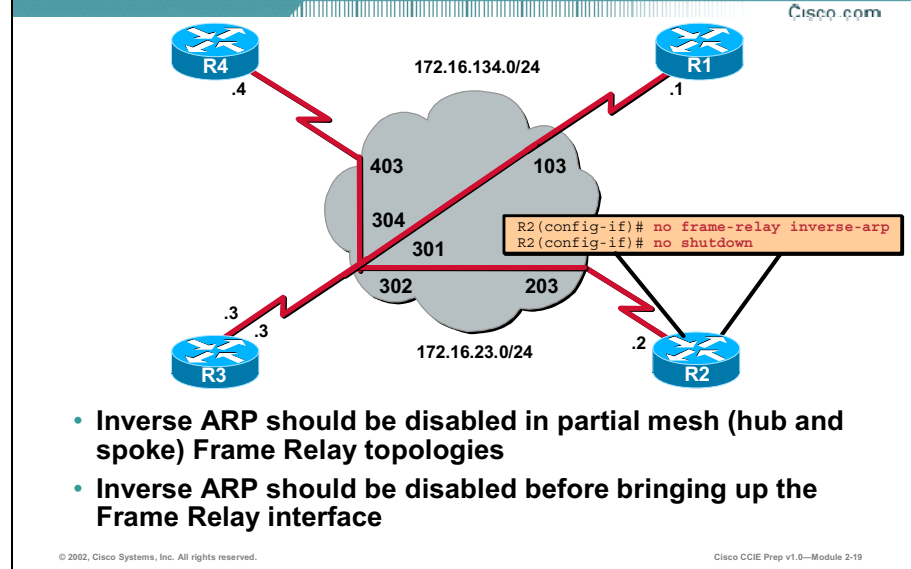 Cisco.com
R4
172.16.134.0/24
R1
.4
.1
403
103
304
R2(config-if)# no frame-relay inverse-arp
R2(config-if)# no shutdown
301
302
203
.3
.3
.2
172.16.23.0/24
R3
R2
• Inverse ARP should be disabled in partial mesh (hub and
spoke) Frame Relay topologies
• Inverse ARP should be disabled before bringing up the
Frame Relay interface
© 2002, Cisco Systems, Inc. All rights reserved.
Cisco CCIE Prep v1.0—Module 2-19